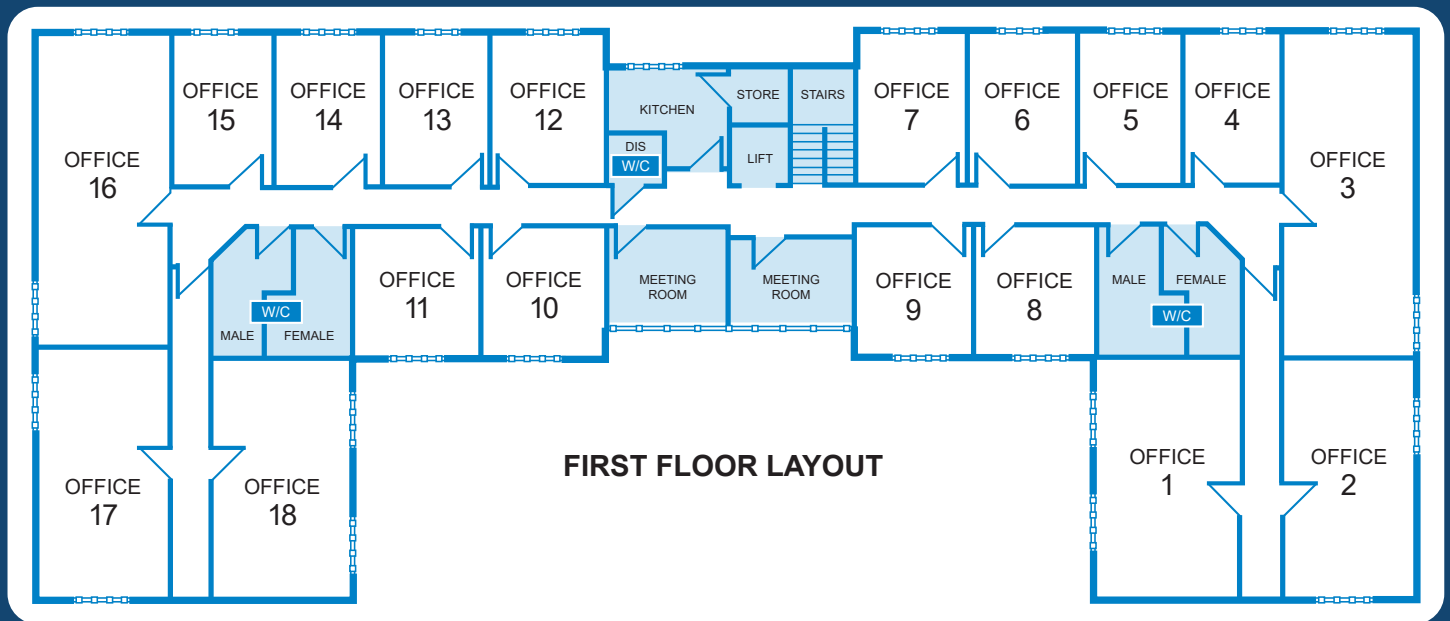 OFFICE
15
OFFICE
14
OFFICE
13
OFFICE
12
KITCHEN
STORE
STAIRS
OFFICE
7
OFFICE
6
OFFICE
5
OFFICE
4
OFFICE
16
DIS
W/C
LIFT
OFFICE
3
OFFICE
11
OFFICE
10
MEETING
ROOM
MEETING
ROOM
OFFICE
9
OFFICE
8
MALE
FEMALE
W/C
W/C
MALE
FEMALE
FIRST FLOOR LAYOUT
OFFICE
17
OFFICE
18
OFFICE
1
OFFICE
2